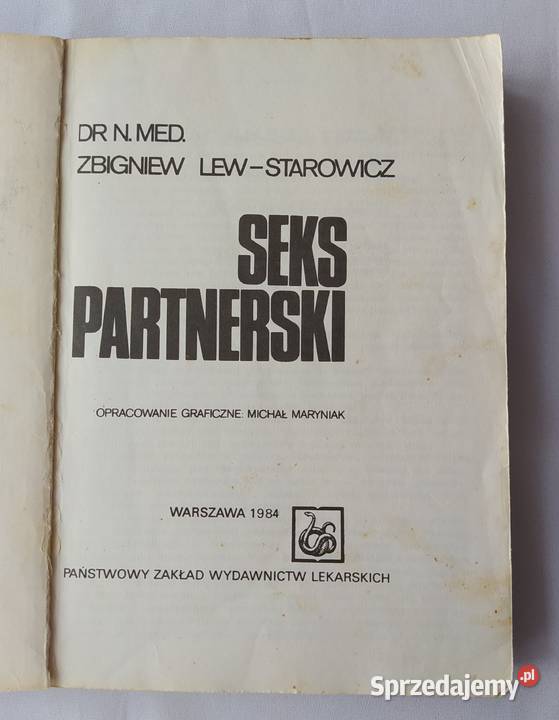 DR N. MED.
ZBIGNIEW LEW-STAROWICZ
SEKS
PARTNERSKI
OPRACOWANIE GRAFICZNE: MICHAŁ MARYNIAK
WARSZAWA 1984
PAŃSTWOWY ZAKŁAD WYDAWNICTW LEKARSKICH
Sprzedajemy.pl